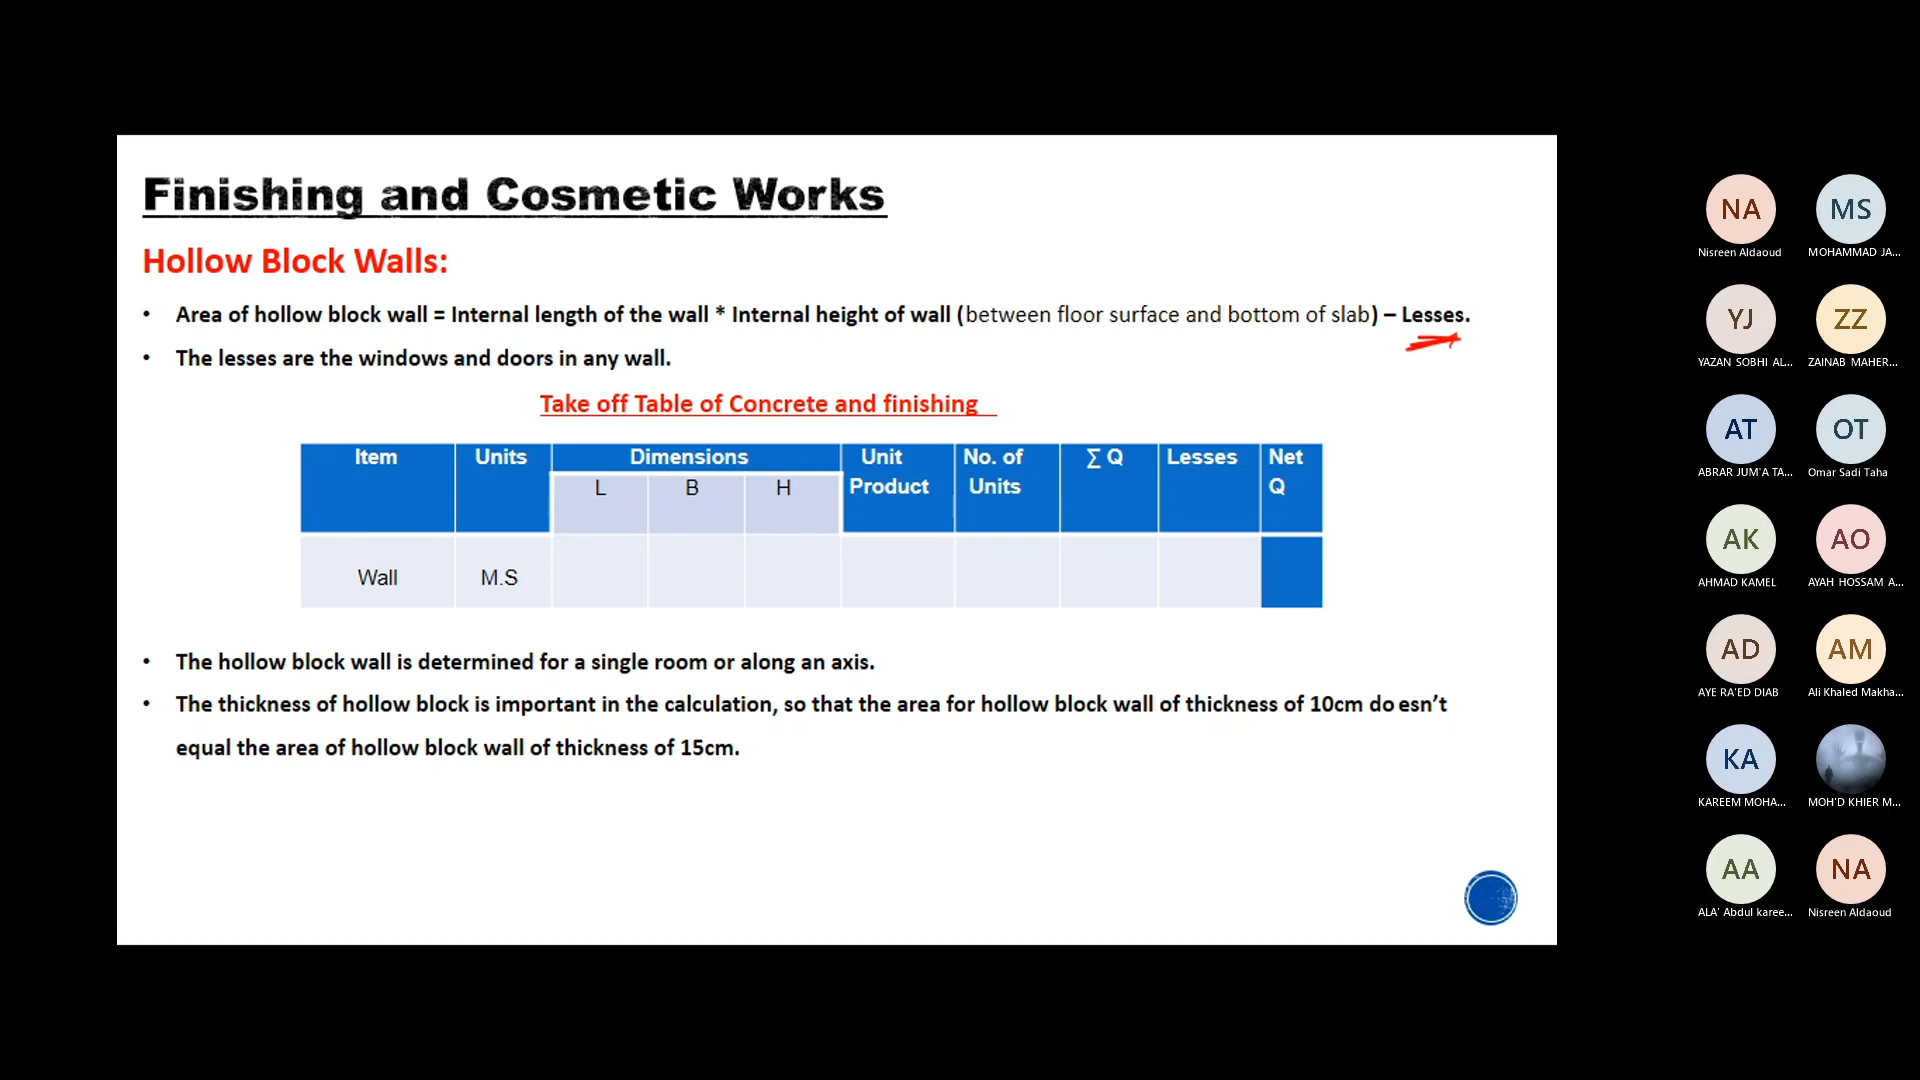 Finishing and Cosmetic Works
Hollow Block Walls:
• Area of hollow block wall = Internal length of the wall * Internal height of wall (between floor surface and bottom of slab) – Lesses.
• The lesses are the windows and doors in any wall.
Take off Table of Concrete and finishing
Item Units Dimensions Unit Product No. of Units ∑ Q Lesses Net Q
L B H
Wall M.S
• The hollow block wall is determined for a single room or along an axis.
• The thickness of hollow block is important in the calculation, so that the area for hollow block wall of thickness of 10cm doesn’t
equal the area of hollow block wall of thickness of 15cm.
NA MS
Nisreen Aldaoud MOHAMMAD JA...
YJ ZZ
YAZAN SOBHI AL... ZAINAB MAHER...
AT OT
ABRAR JUM'A TA... Omar Sadi Taha
AK AO
AHMAD KAMEL AYAH HOSSAM A...
AD AM
AYE RA'ED DIAB Ali Khaled Makha...
KA
KAREEM MOHA... MOH'D KHIER M...
AA NA
ALA' Abdul karee... Nisreen Aldaoud